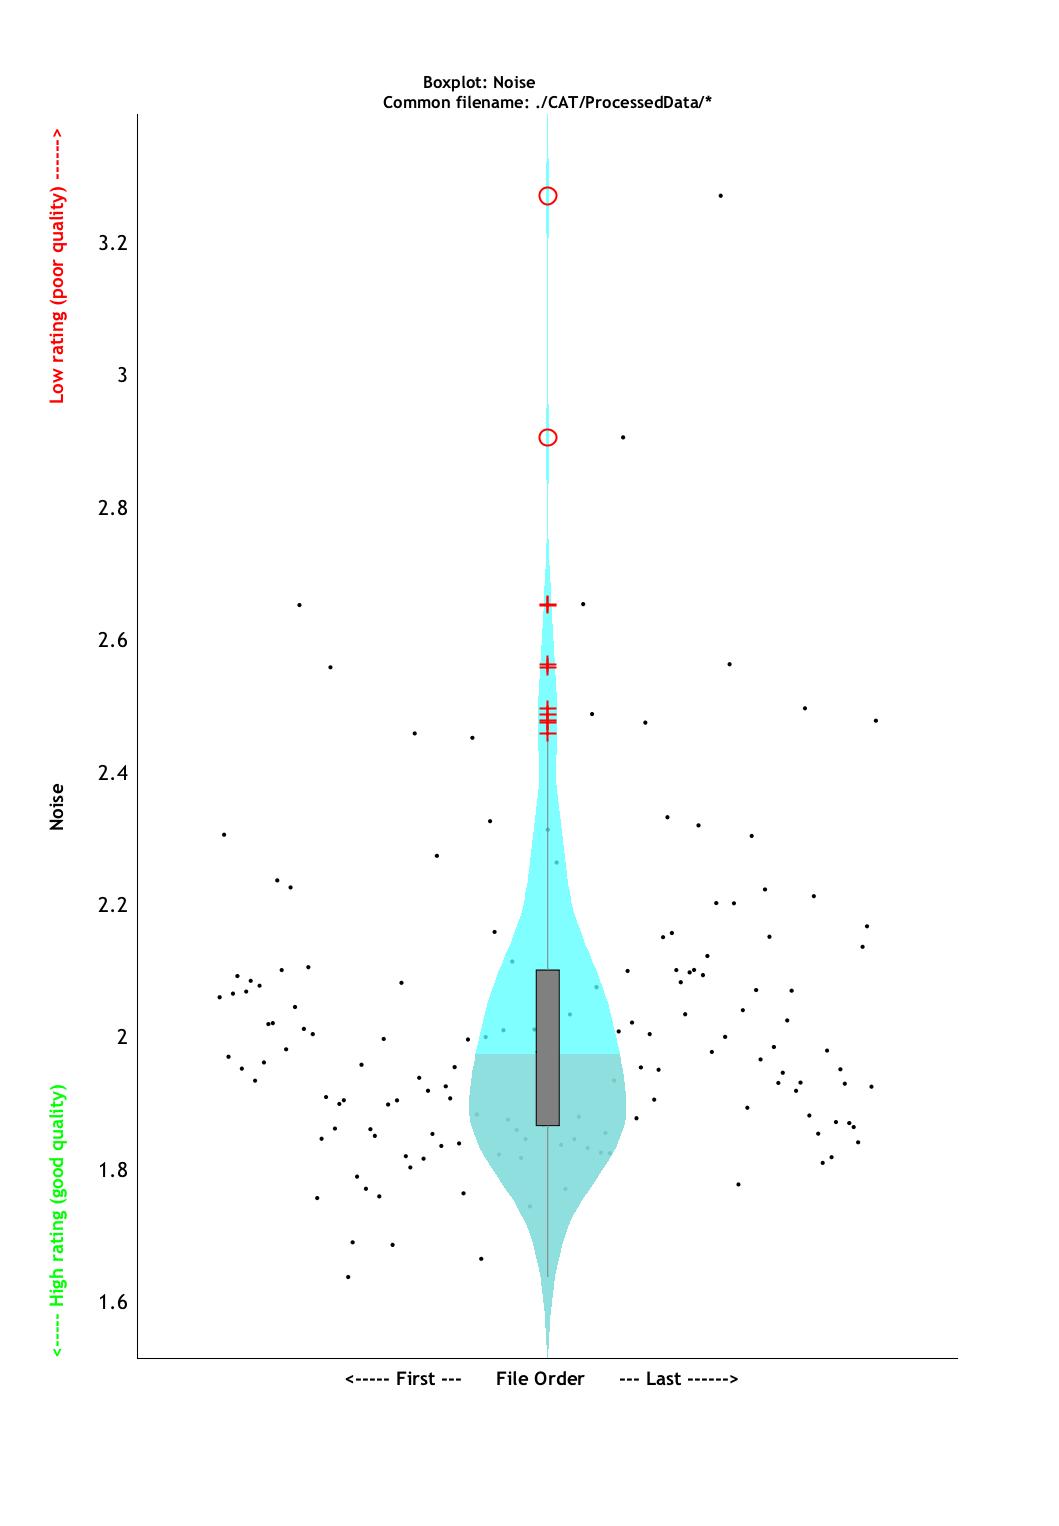 Boxplot: Noise
Common filename: ./CAT/ProcessedData/*
Low rating (poor quality) ------>
Noise
<----- High rating (good quality)
3.2
3
2.8
2.6
2.4
2.2
2
1.8
1.6
<----- First --- File Order --- Last ------>